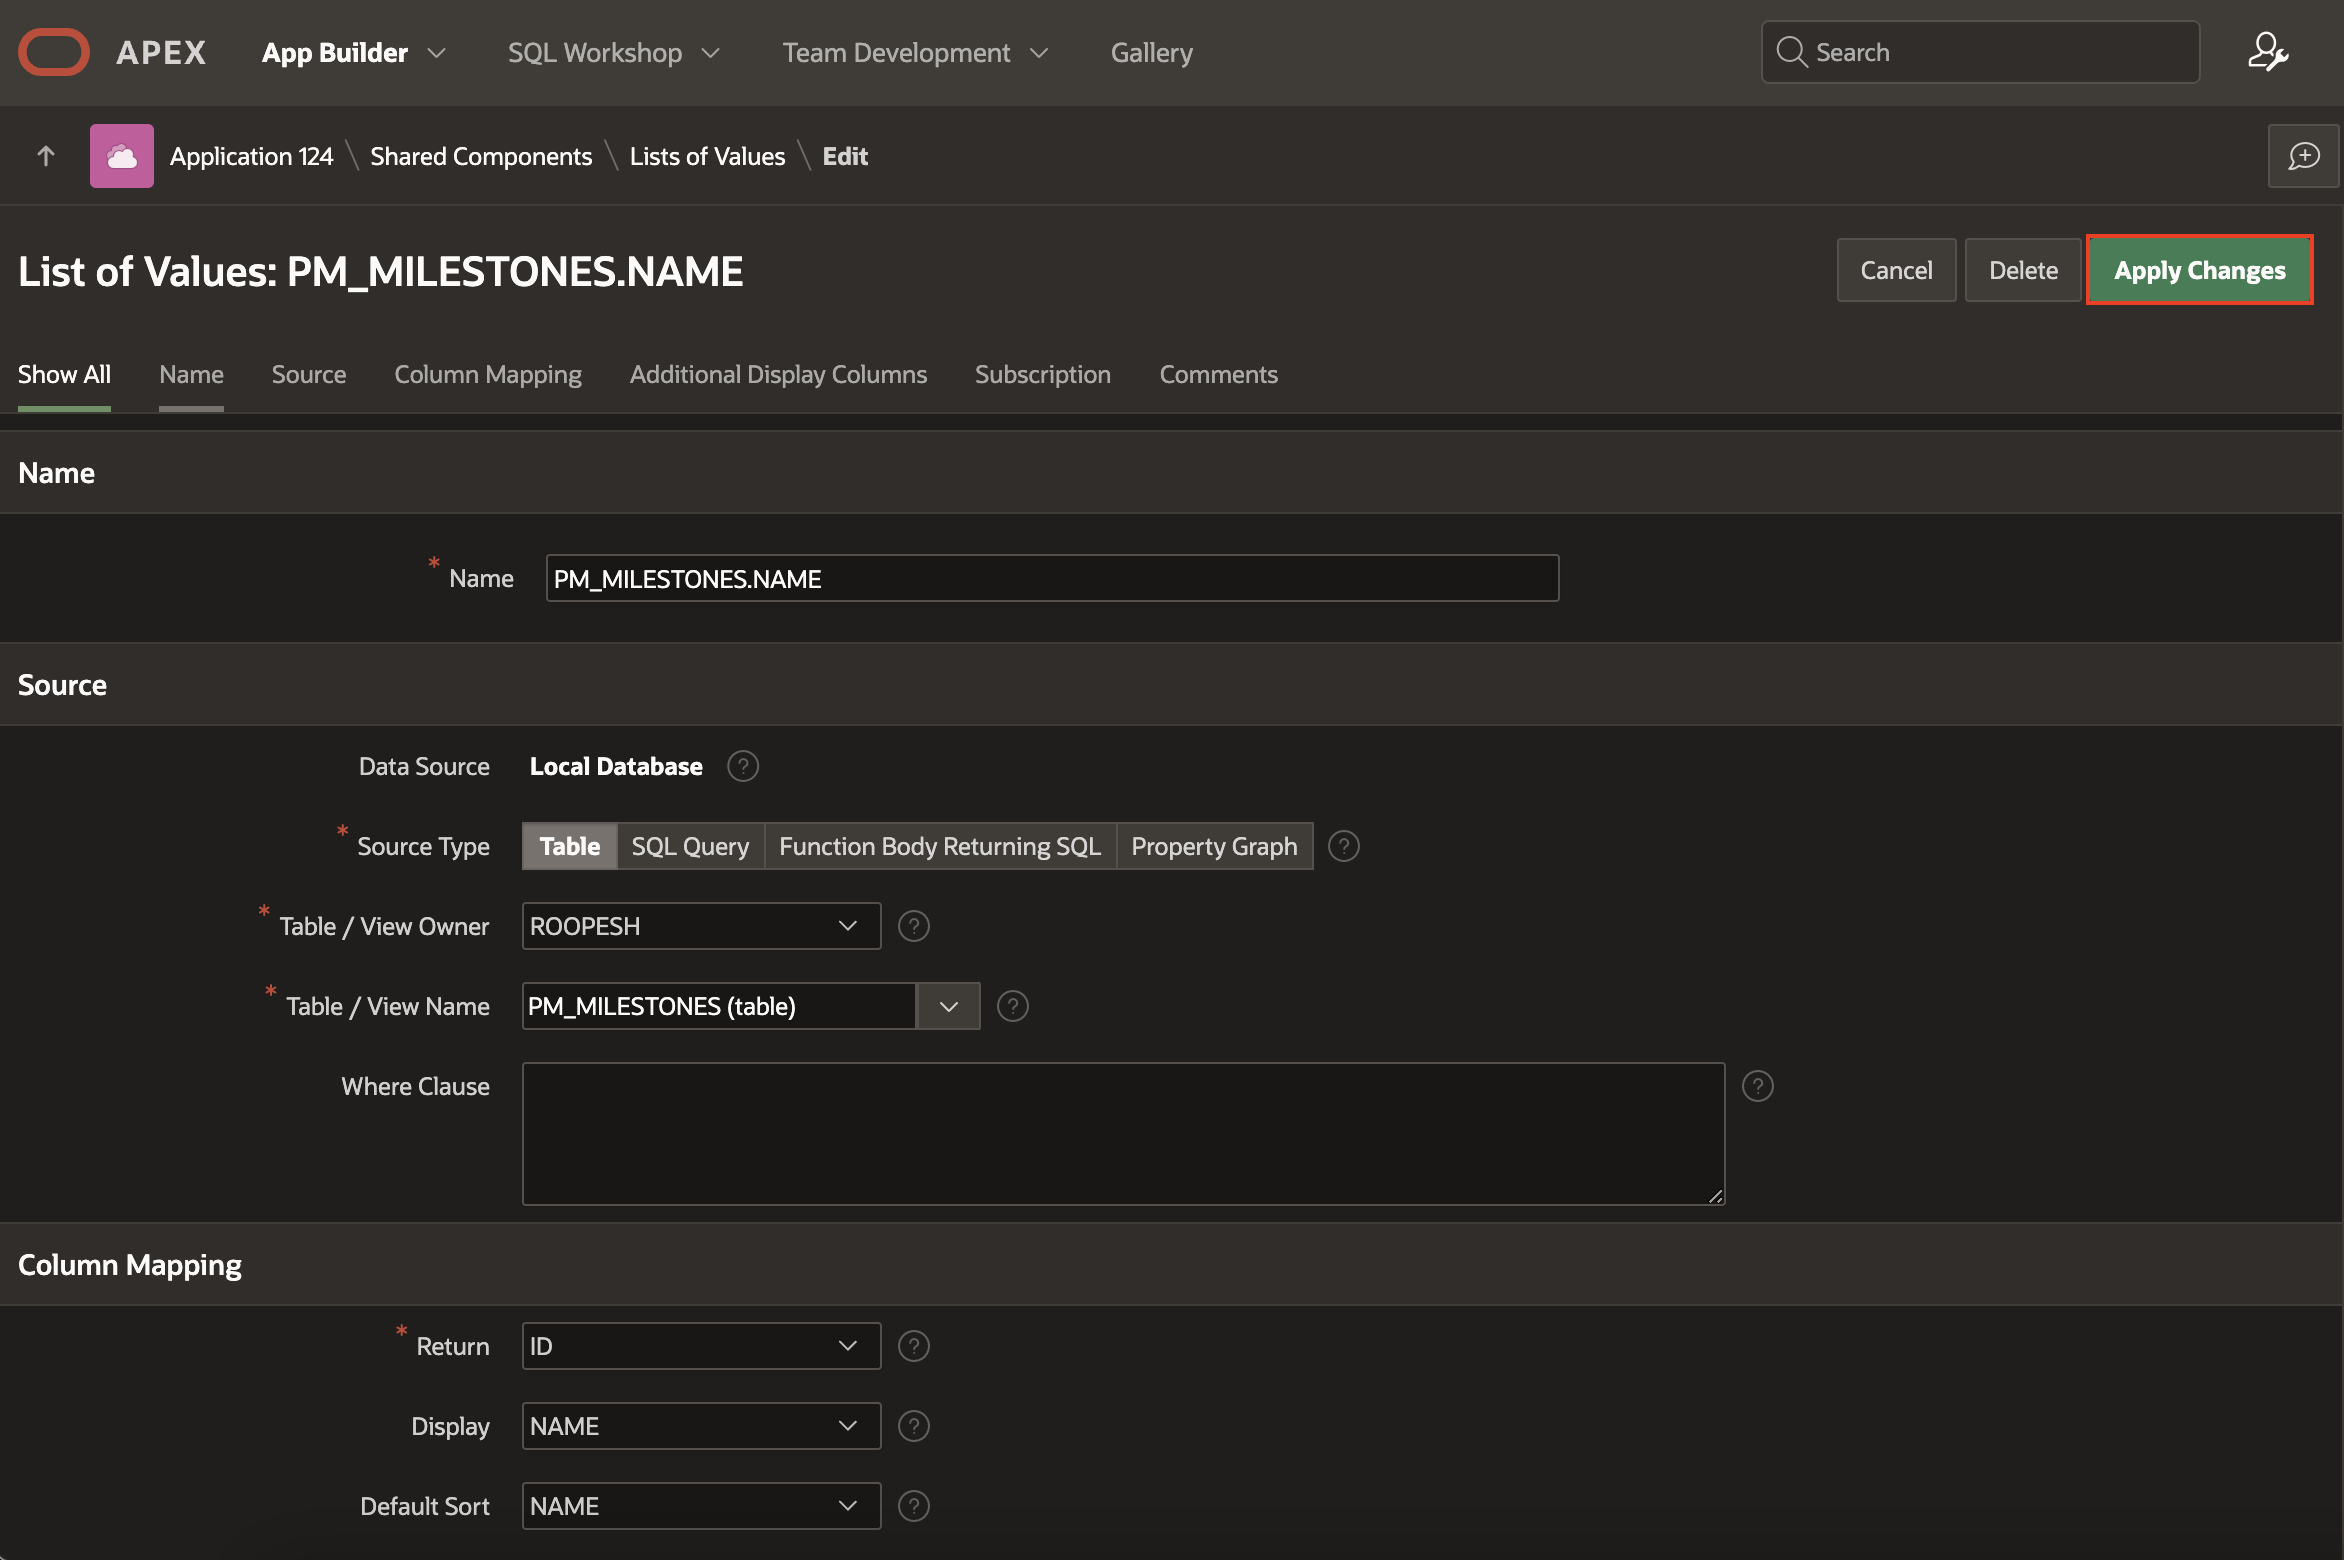 APEX App Builder SQL Workshop Team Development Gallery Search
Application 124 \ Shared Components \ Lists of Values \ Edit
List of Values: PM_MILESTONES.NAME Cancel Delete Apply Changes
Show All Name Source Column Mapping Additional Display Columns Subscription Comments
Name
* Name PM_MILESTONES.NAME
Source
Data Source Local Database ?
* Source Type Table SQL Query Function Body Returning SQL Property Graph ?
* Table / View Owner ROOPESH ?
* Table / View Name PM_MILESTONES (table) ?
Where Clause ?
Column Mapping
* Return ID ?
Display NAME ?
Default Sort NAME ?